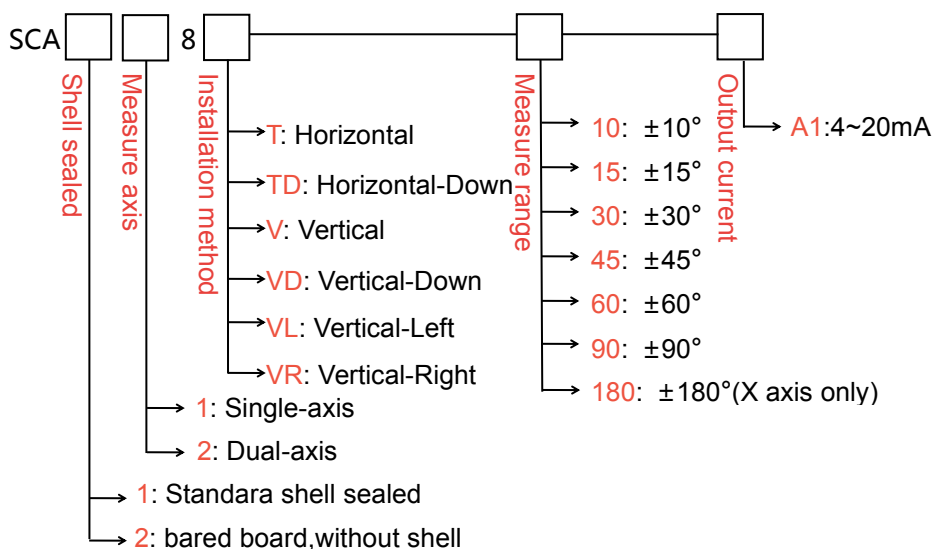 SCA 8
Shell sealed
Measure axis
Installation method
Measure range
Output current
T: Horizontal
TD: Horizontal-Down
V: Vertical
VD: Vertical-Down
VL: Vertical-Left
VR: Vertical-Right
10: ±10°
15: ±15°
30: ±30°
45: ±45°
60: ±60°
90: ±90°
180: ±180°(X axis only)
A1:4~20mA
1: Single-axis
2: Dual-axis
1: Standara shell sealed
2: bared board,without shell